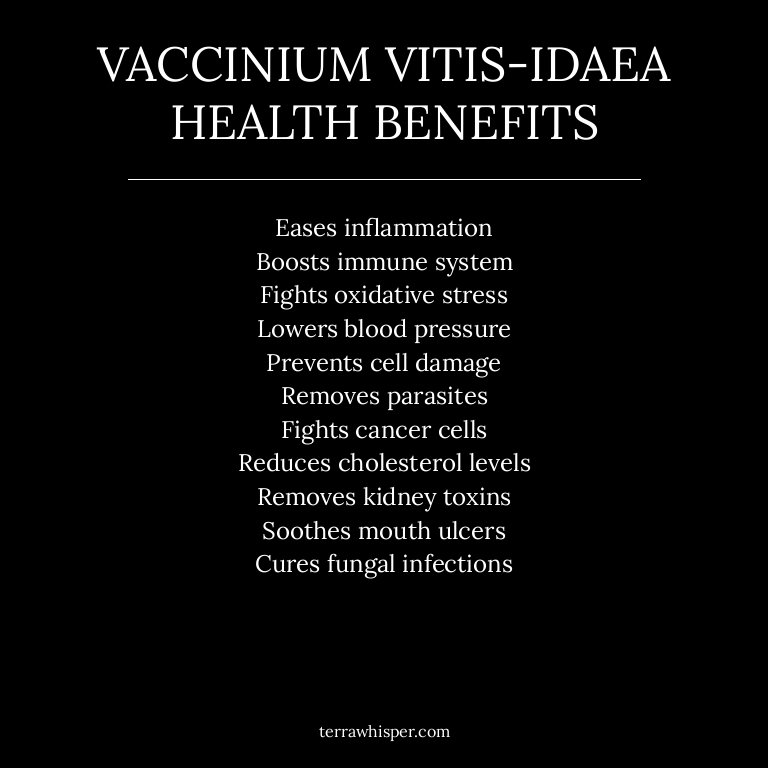 VACCINIUM VITIS-IDAEA
HEALTH BENEFITS
Eases inflammation
Boosts immune system
Fights oxidative stress
Lowers blood pressure
Prevents cell damage
Removes parasites
Fights cancer cells
Reduces cholesterol levels
Removes kidney toxins
Soothes mouth ulcers
Cures fungal infections
terrawhisper.com